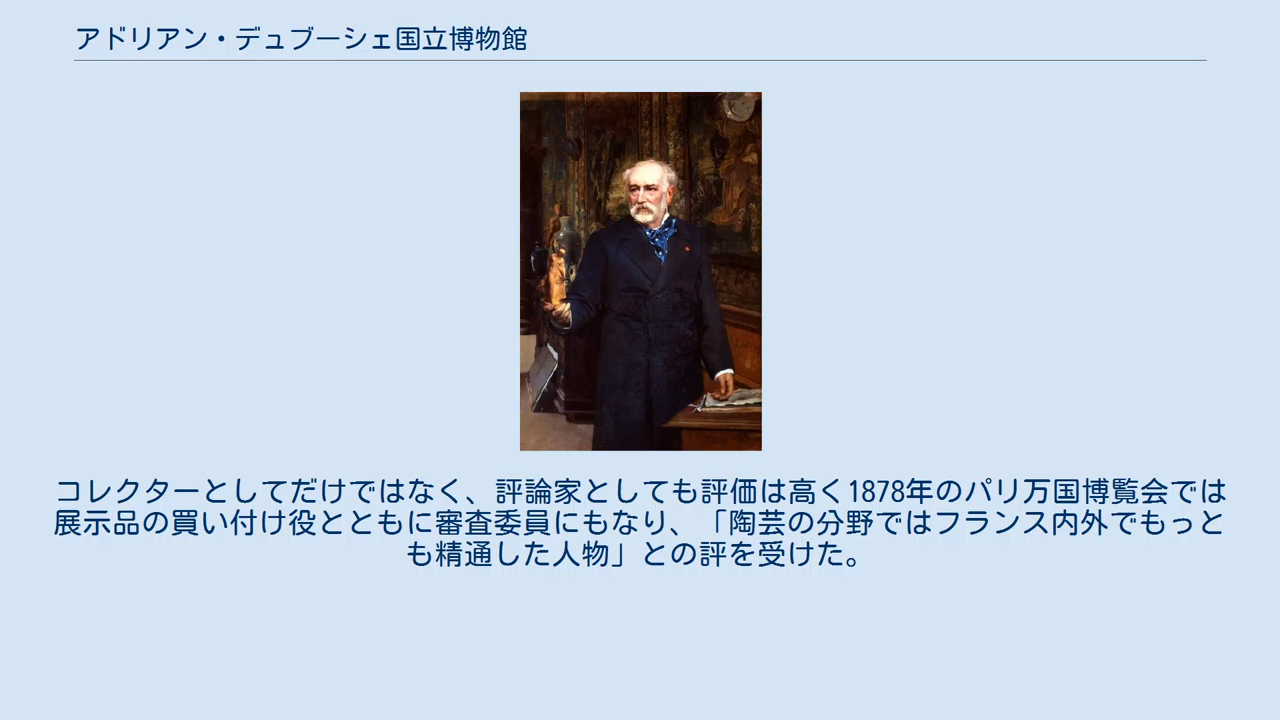 アドリアン・デュブーシェ国立博物館
コレクターとしてだけではなく、評論家としても評価は高く1878年のパリ万国博覧会では
展示品の買い付け役とともに審査委員にもなり、「陶芸の分野ではフランス内外でもっと
も精通した人物」との評を受けた。